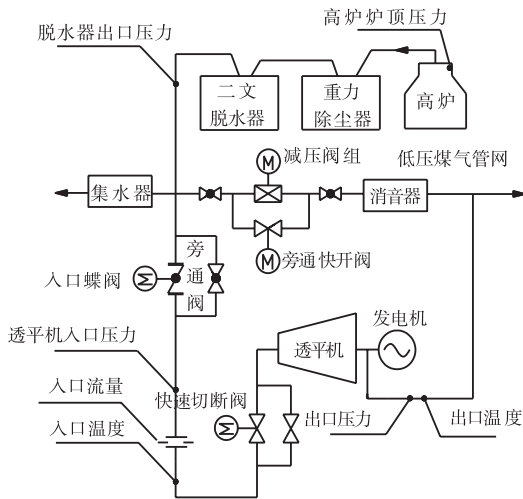 高炉炉顶压力
脱水器出口压力
二文
脱水器
重力
除尘器
高炉
减压阀组
低压煤气管网
M
集水器
消音器
旁通快开阀
M
旁
通
阀
入口蝶阀
M
透平机入口压力
发电机
透平机
入口流量
快速切断阀
入口温度
M
出口压力
出口温度